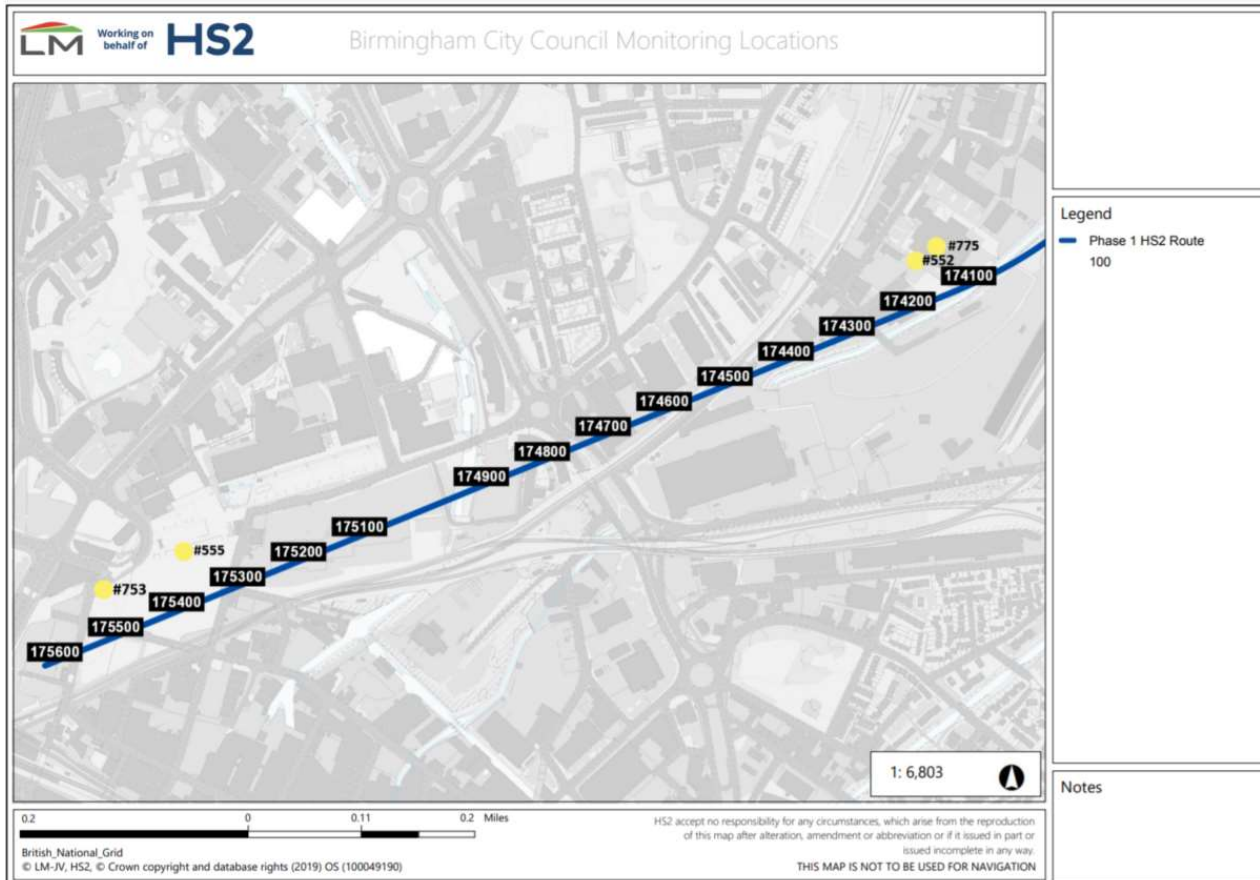 LM Working on behalf of HS2
Birmingham City Council Monitoring Locations
#775
#552
174100
174200
174300
174400
174500
174600
174700
174800
174900
175100
175200
#555
175300
#753
175400
175500
175600
1: 6,803
Legend
Phase 1 HS2 Route
100
Notes
0.2 0 0.11 0.2 Miles
British_National_Grid
© LM-JV, HS2, © Crown copyright and database rights (2019) OS (100049190)
HS2 accept no responsibility for any circumstances, which arise from the reproduction
of this map after alteration, amendment or abbreviation or if it issued in part or
issued incomplete in any way.
THIS MAP IS NOT TO BE USED FOR NAVIGATION